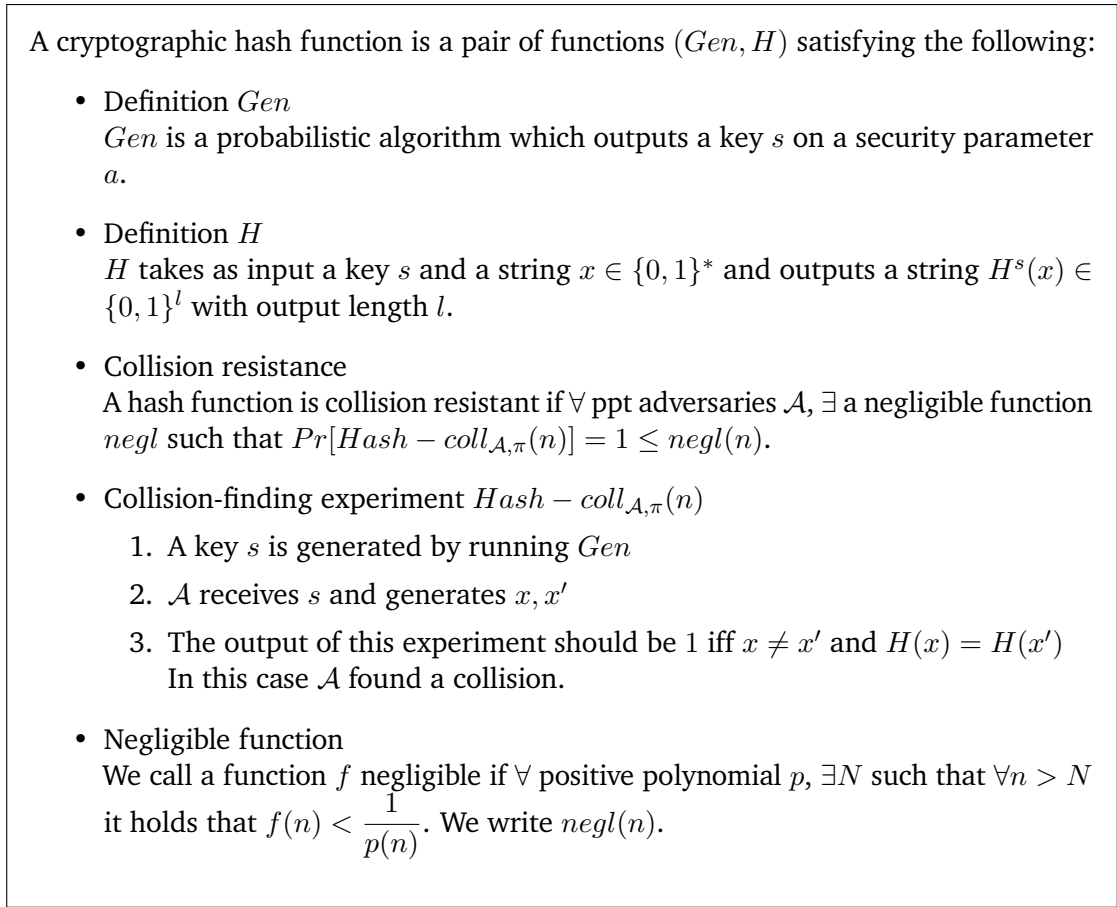 A cryptographic hash function is a pair of functions (Gen, H) satisfying the following:
• Definition Gen
Gen is a probabilistic algorithm which outputs a key s on a security parameter
a.
• Definition H
H takes as input a key s and a string x ∈ {0, 1}* and outputs a string H^s(x) ∈
{0, 1}^l with output length l.
• Collision resistance
A hash function is collision resistant if ∀ ppt adversaries 𝒜, ∃ a negligible function
negl such that Pr[Hash − coll_{𝒜,π}(n)] = 1 ≤ negl(n).
• Collision-finding experiment Hash − coll_{𝒜,π}(n)
1. A key s is generated by running Gen
2. 𝒜 receives s and generates x, x′
3. The output of this experiment should be 1 iff x ≠ x′ and H(x) = H(x′)
In this case 𝒜 found a collision.
• Negligible function
We call a function f negligible if ∀ positive polynomial p, ∃N such that ∀n > N
it holds that f(n) < 1/p(n). We write negl(n).